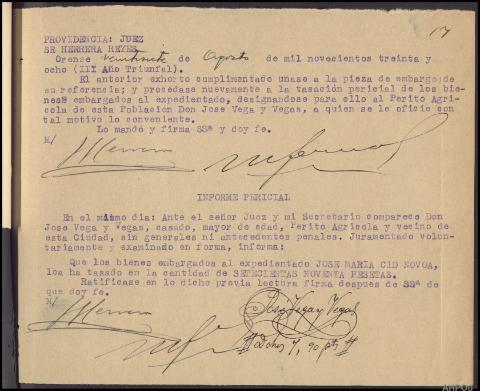 17
PROVIDENCIA: JUEZ
SR HERRERA REYES
Orense veintisiete de Agosto de mil novecientos treinta y
ocho (III Año Triunfal).
El anterior exhorto cumplimentado unase a la pieza de embargo de
su referencia; y procedase nuevamente a la tasación pericial de los bie-
nes embargados al expedientado, designandose para ello al Perito Agri-
cola de esta Población Don Jose Vega y Vegas, a quien se le oficie con
tal motivo lo conveniente.
Lo mandó y firma SSª y doy fe.
M/
Herrera
INFORME PERICIAL
En el mismo dia: Ante el señor Juez y mi Secretario comparece Don
Jose Vega y Vegas, casado, mayor de edad, Perito Agricola y vecino de
esta Ciudad, sin generales ni antecedentes penales. Juramentado volun-
tariamente y examinado en forma, informa:
Que los bienes embargados al expedientado JOSE MARIA CID NOVOA,
los ha tasado en la cantidad de SETECIENTAS NOVENTA PESETAS.
Ratificase en lo dicho previa lectura firma despues de SSª de
que doy fe.
M/
Herrera
José Vega y Vegas